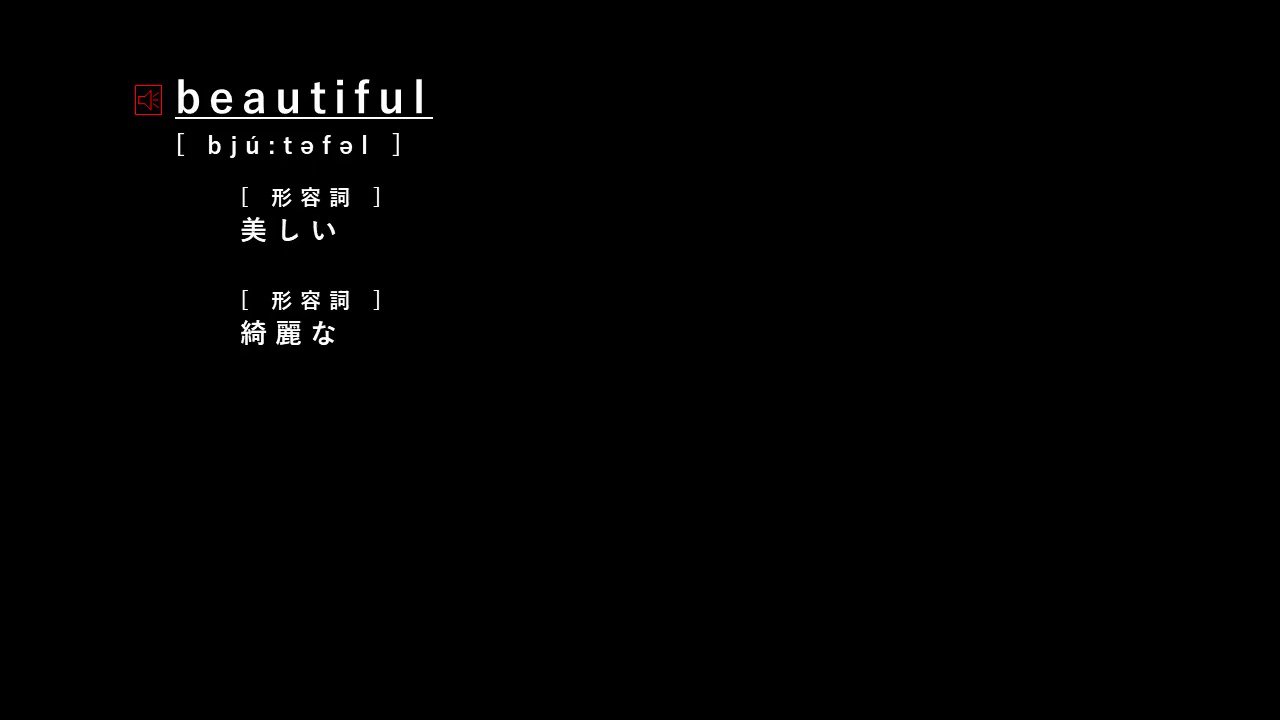 beautiful
[ bjú:təfəl ]
[ 形容詞 ]
美しい
[ 形容詞 ]
綺麗な